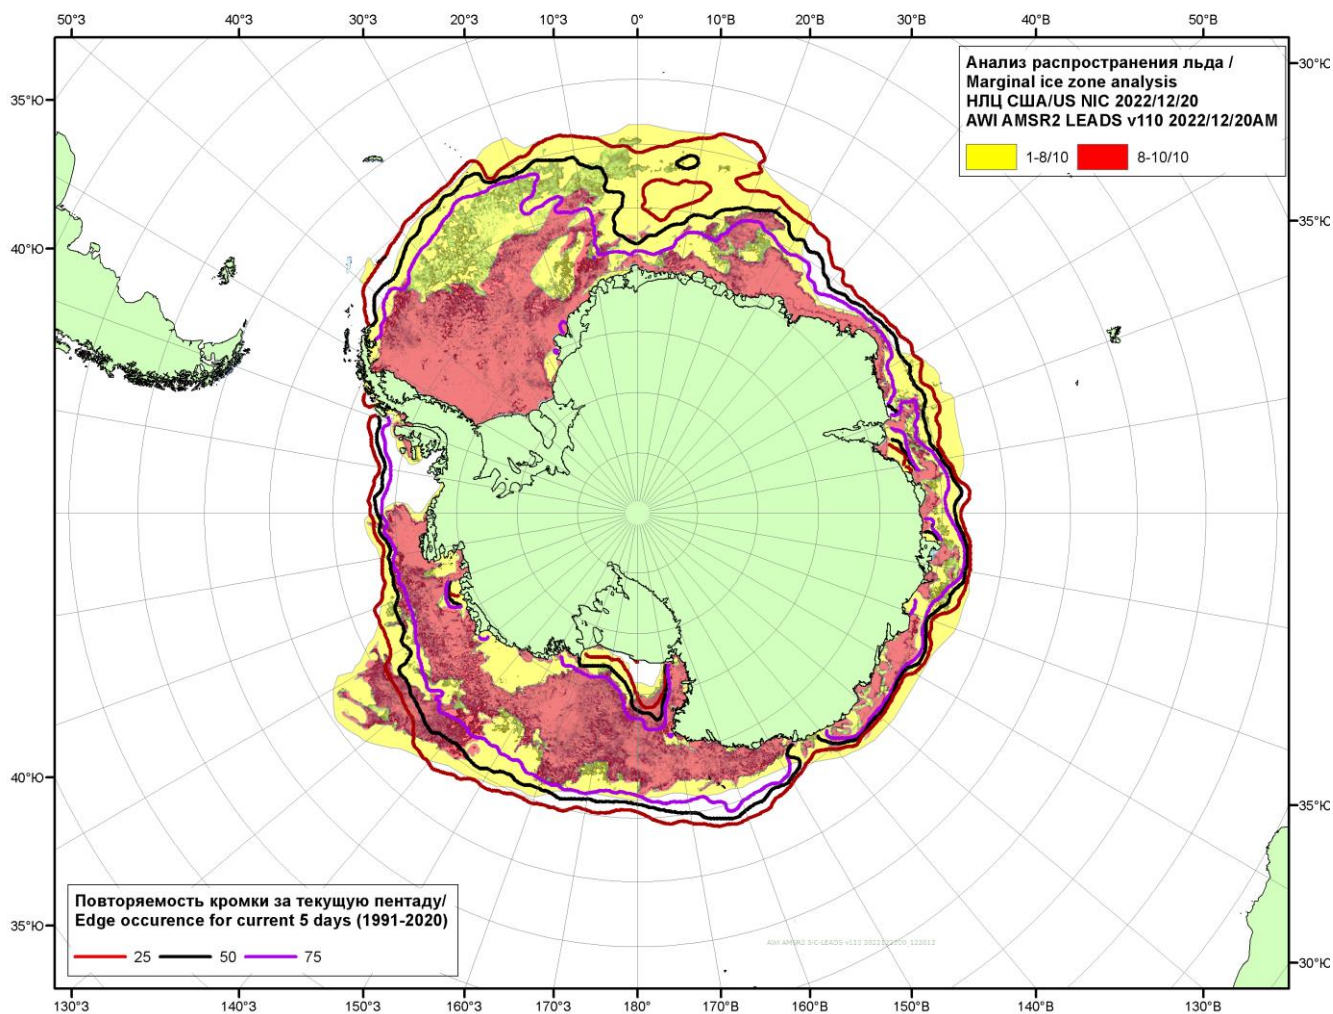 50°З 40°З 30°З 20°З 10°З 0° 10°В 20°В 30°В 40°В 50°В
Анализ распространения льда /
Marginal ice zone analysis
НЛЦ США/US NIC 2022/12/20
AWI AMSR2 LEADS v110 2022/12/20AM
1-8/10 8-10/10
30°Ю
35°Ю
35°Ю
40°Ю
40°Ю
35°Ю
35°Ю
30°Ю
Повторяемость кромки за текущую пентаду/
Edge occurence for current 5 days (1991-2020)
25 50 75
130°З 140°З 150°З 160°З 170°З 180° 170°В 160°В 150°В 140°В 130°В